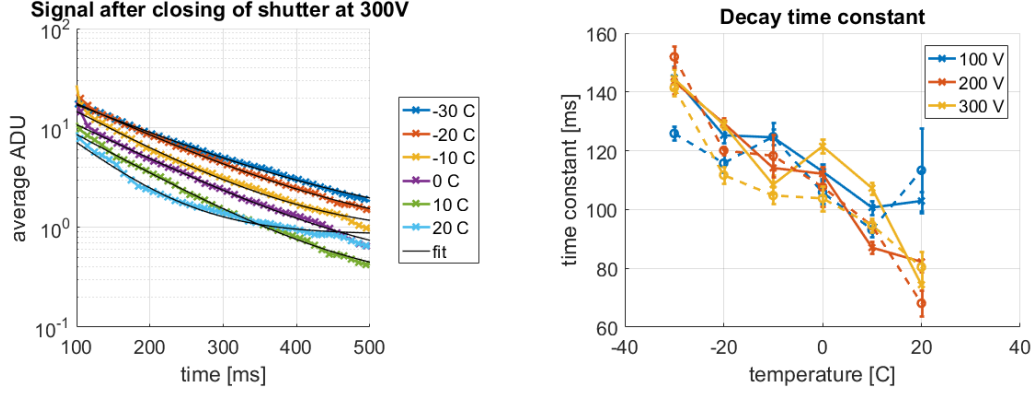 Signal after closing of shutter at 300V
10^2
10^1
10^0
10^-1
average ADU
100 200 300 400 500
time [ms]
-30 C
-20 C
-10 C
0 C
10 C
20 C
fit
Decay time constant
160
140
120
100
80
60
time constant [ms]
-40 -20 0 20 40
temperature [C]
100 V
200 V
300 V